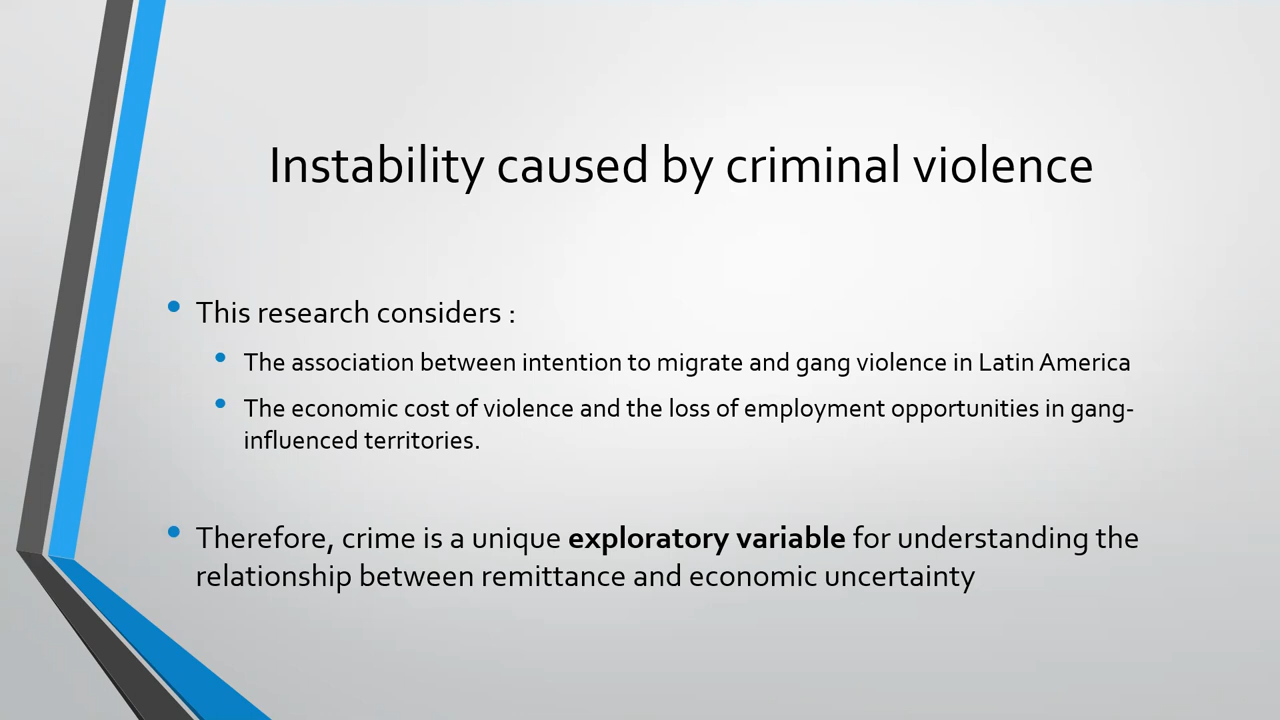 Instability caused by criminal violence
• This research considers :
• The association between intention to migrate and gang violence in Latin America
• The economic cost of violence and the loss of employment opportunities in gang-
influenced territories.
• Therefore, crime is a unique exploratory variable for understanding the
relationship between remittance and economic uncertainty